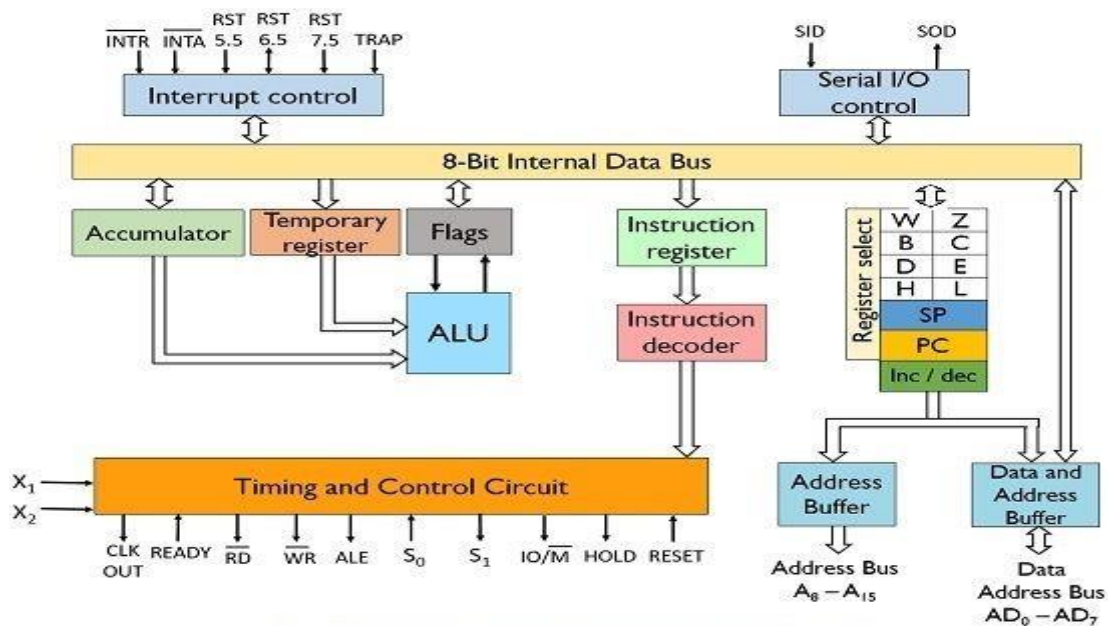 RST RST RST
INTR INTA 5.5 6.5 7.5 TRAP
SID SOD
Interrupt control
Serial I/O
control
8-Bit Internal Data Bus
Accumulator
Temporary
register
Flags
ALU
Instruction
register
Instruction
decoder
Register select
W Z
B C
D E
H L
SP
PC
Inc / dec
X₁
X₂
Timing and Control Circuit
CLK
OUT
READY
RD
WR
ALE
S₀
S₁
IO/M
HOLD
RESET
Address
Buffer
Data and
Address
Buffer
Address Bus
A₈ – A₁₅
Data
Address Bus
AD₀ – AD₇